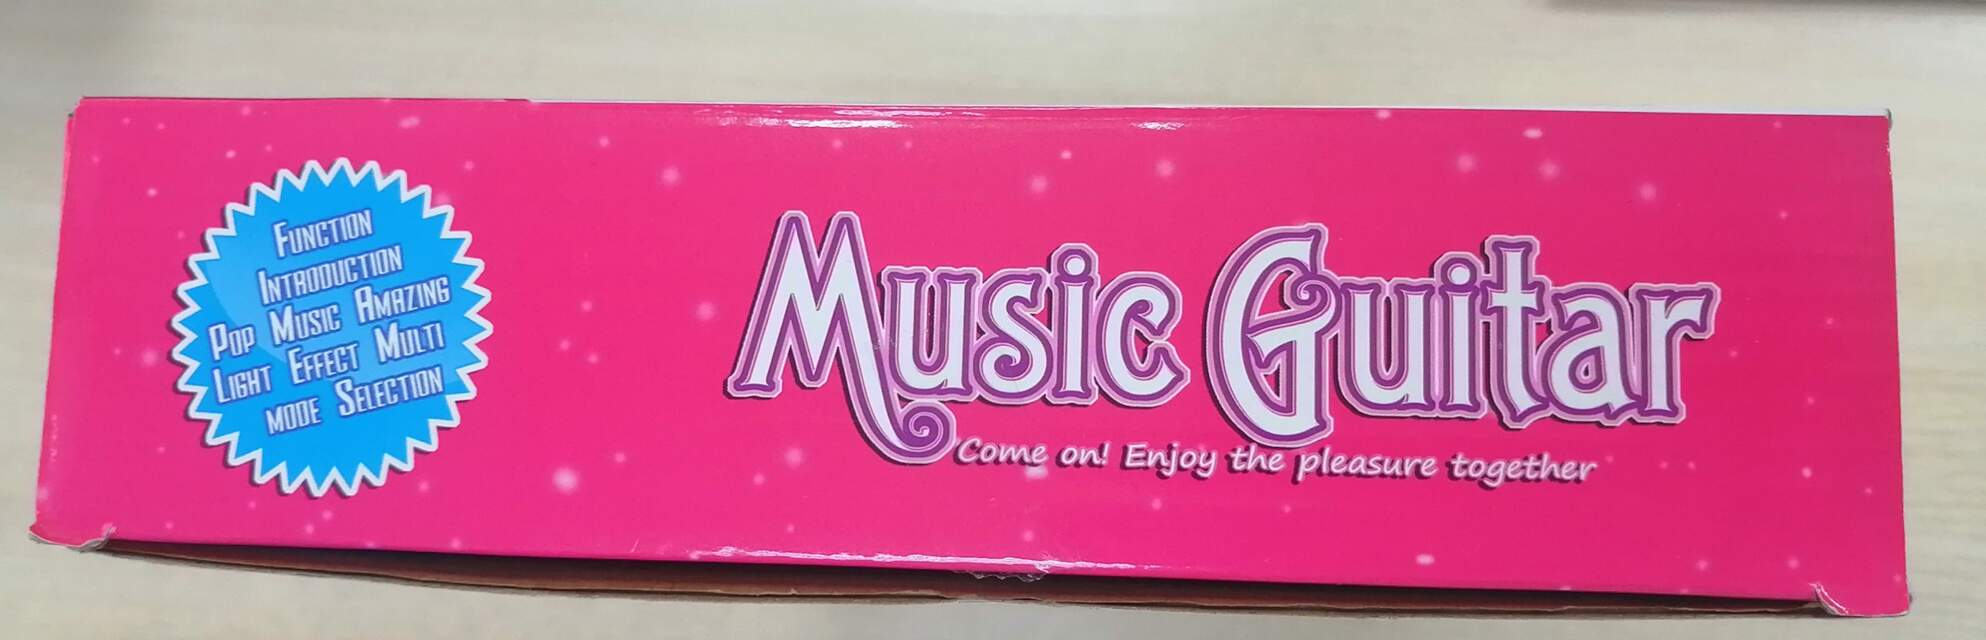 Function
Introduction
Pop Music Amazing
Light Effect Multi
mode Selection
Music Guitar
Come on! Enjoy the pleasure together